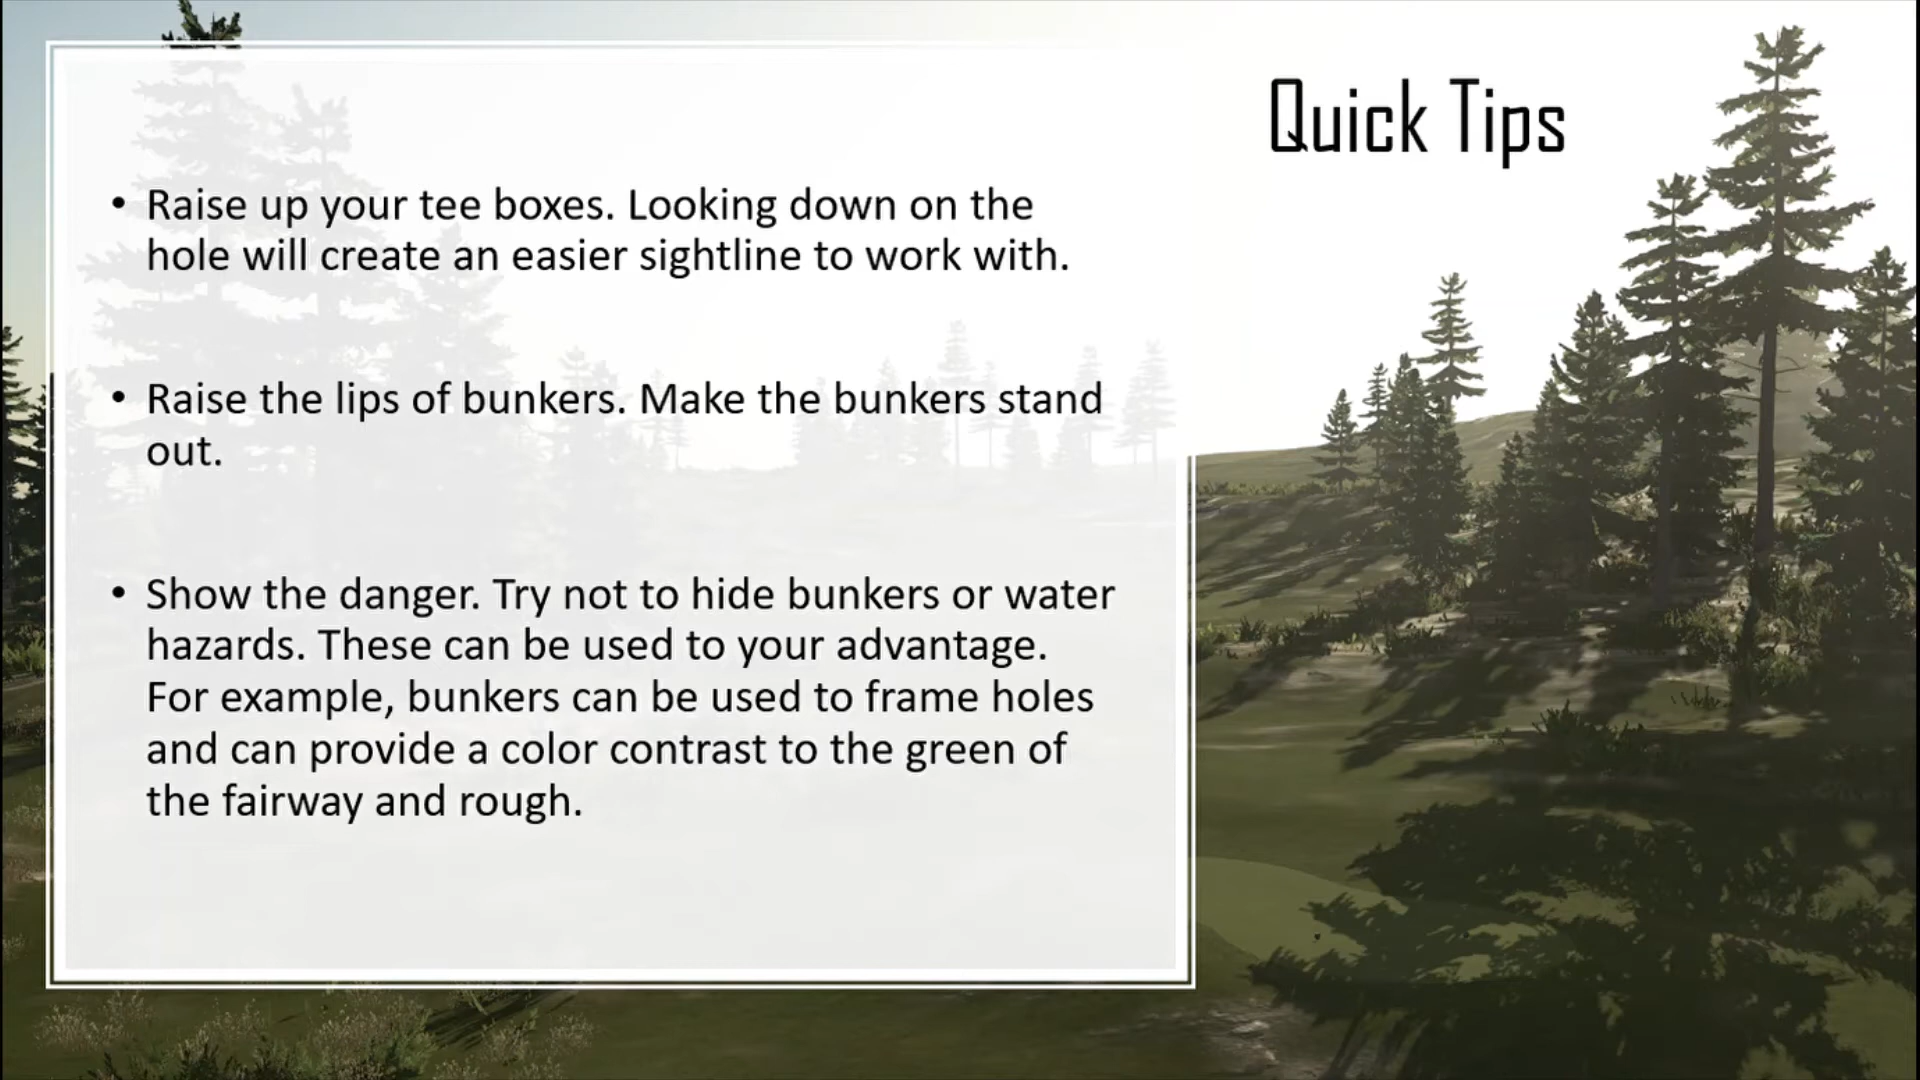 Quick Tips
• Raise up your tee boxes. Looking down on the
hole will create an easier sightline to work with.
• Raise the lips of bunkers. Make the bunkers stand
out.
• Show the danger. Try not to hide bunkers or water
hazards. These can be used to your advantage.
For example, bunkers can be used to frame holes
and can provide a color contrast to the green of
the fairway and rough.